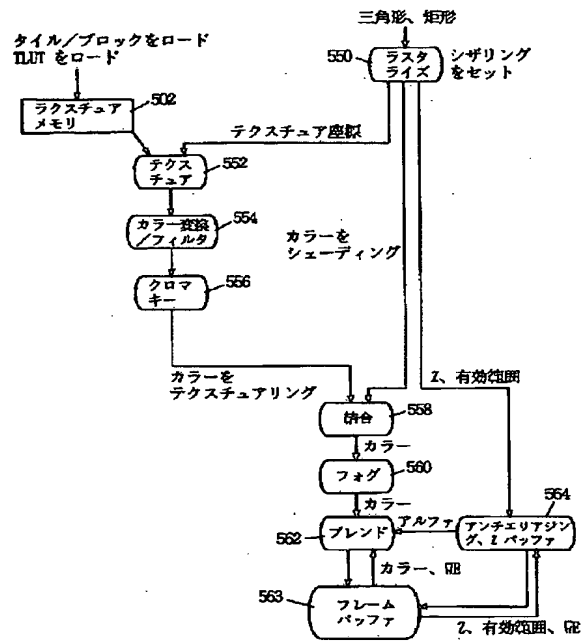 三角形、矩形
タイル／ブロックをロード
TLUT をロード
550
ラスタ
ライズ
シザリング
をセット
502
ラクスチュア
メモリ
テクスチュア座標
テクス
チュア
552
カラー変換
／フィルタ
554
カラーを
シェーディング
クロマ
キー
556
カラーを
テクスチュアリング
Z、有効範囲
結合
558
カラー
フォグ
560
カラー
564
562
ブレンド
アルファ
アンチエリアジン
グ、Z バッファ
カラー、
563
フレーム
バッファ
Z、有効範囲、